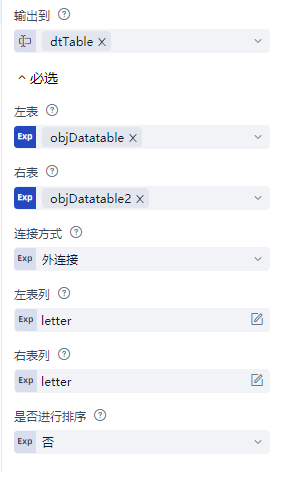 输出到
dtTable ×
必选
左表
Exp objDatatable ×
右表
Exp objDatatable2 ×
连接方式
Exp 外连接
左表列
Exp letter
右表列
Exp letter
是否进行排序
Exp 否